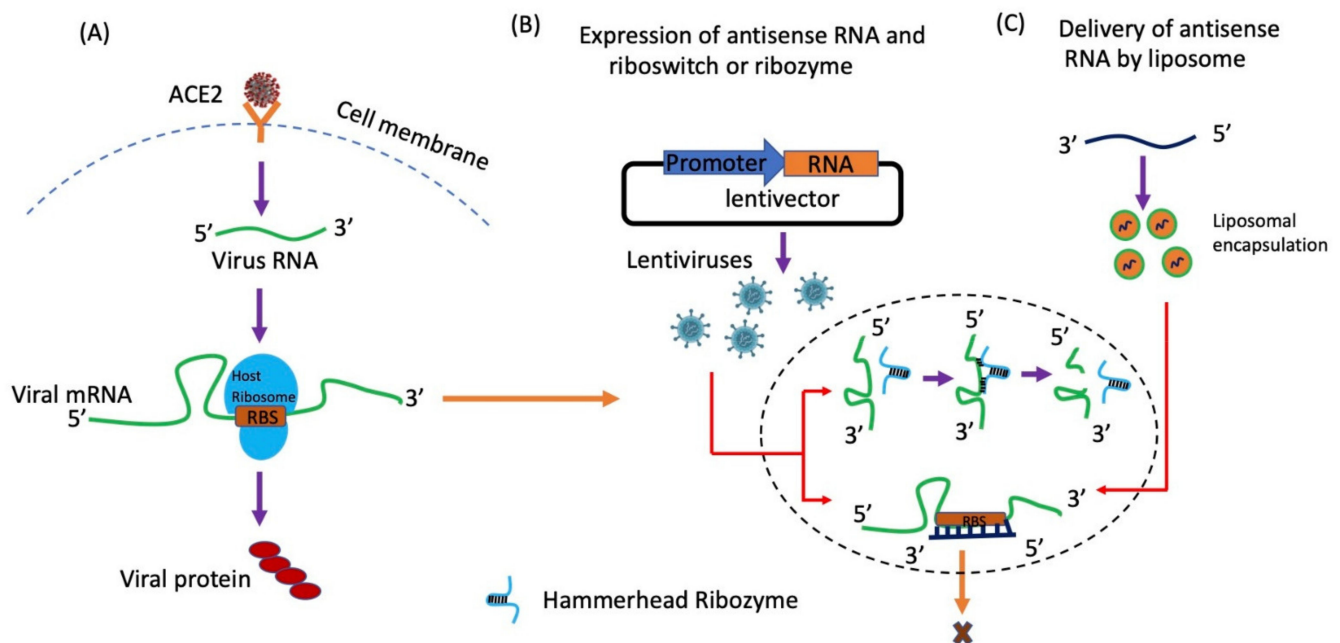 (A)
ACE2
Cell membrane
5’
3’
Virus RNA
Viral mRNA
5’
Host
Ribosome
RBS
3’
Viral protein
(B)
Expression of antisense RNA and
riboswitch or ribozyme
Promoter
RNA
lentivector
Lentiviruses
5’
5’
5’
3’
3’
3’
5’
RBS
3’
3’
5’
X
Hammerhead Ribozyme
(C)
Delivery of antisense
RNA by liposome
3’
5’
Liposomal
encapsulation